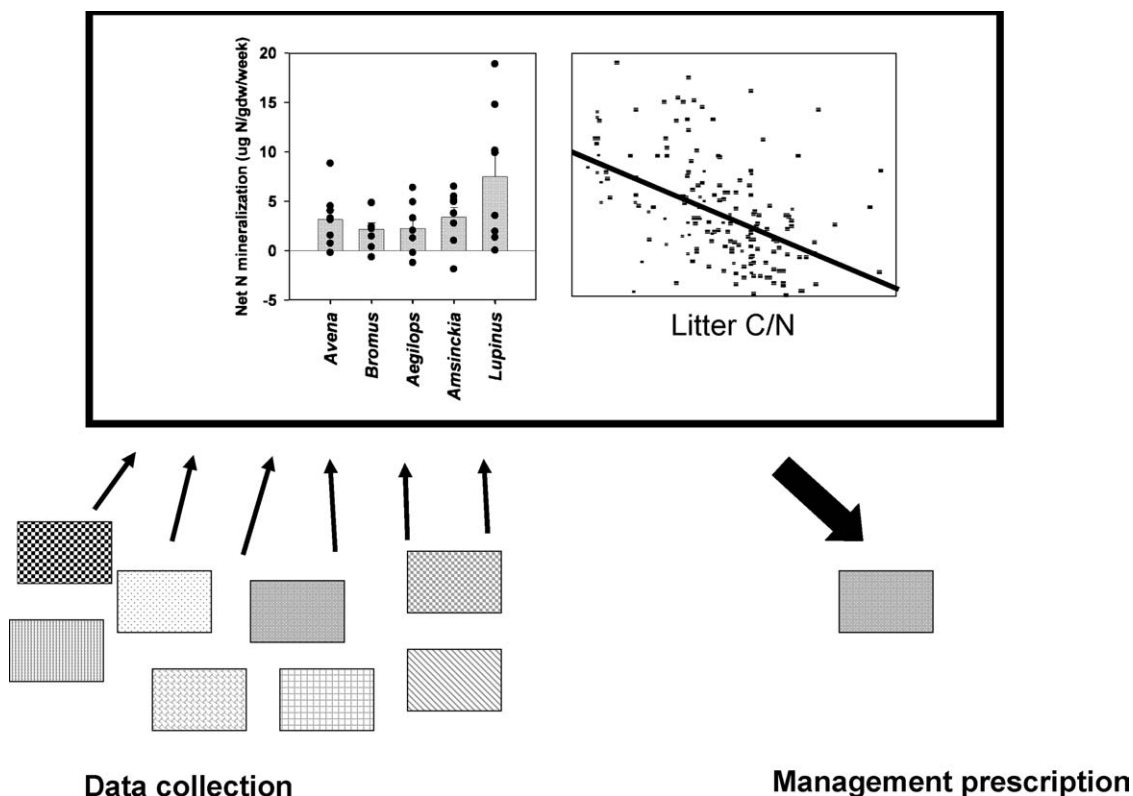 Net N mineralization (ug N/gdw/week)
20
15
10
5
0
-5
Avena
Bromus
Aegilops
Amsinckia
Lupinus
Litter C/N
Data collection
Management prescription